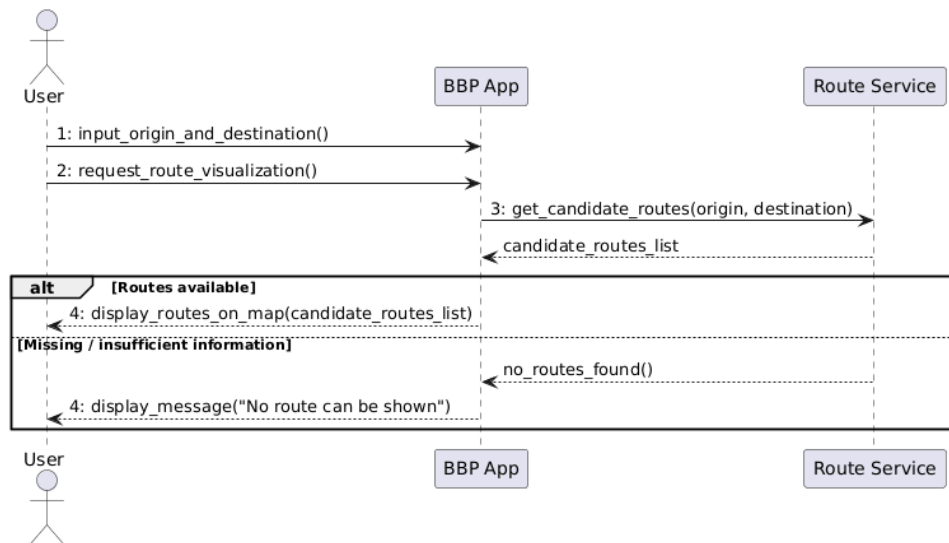 User
BBP App
Route Service
1: input_origin_and_destination()
2: request_route_visualization()
3: get_candidate_routes(origin, destination)
candidate_routes_list
alt
[Routes available]
4: display_routes_on_map(candidate_routes_list)
[Missing / insufficient information]
no_routes_found()
4: display_message("No route can be shown")
User
BBP App
Route Service